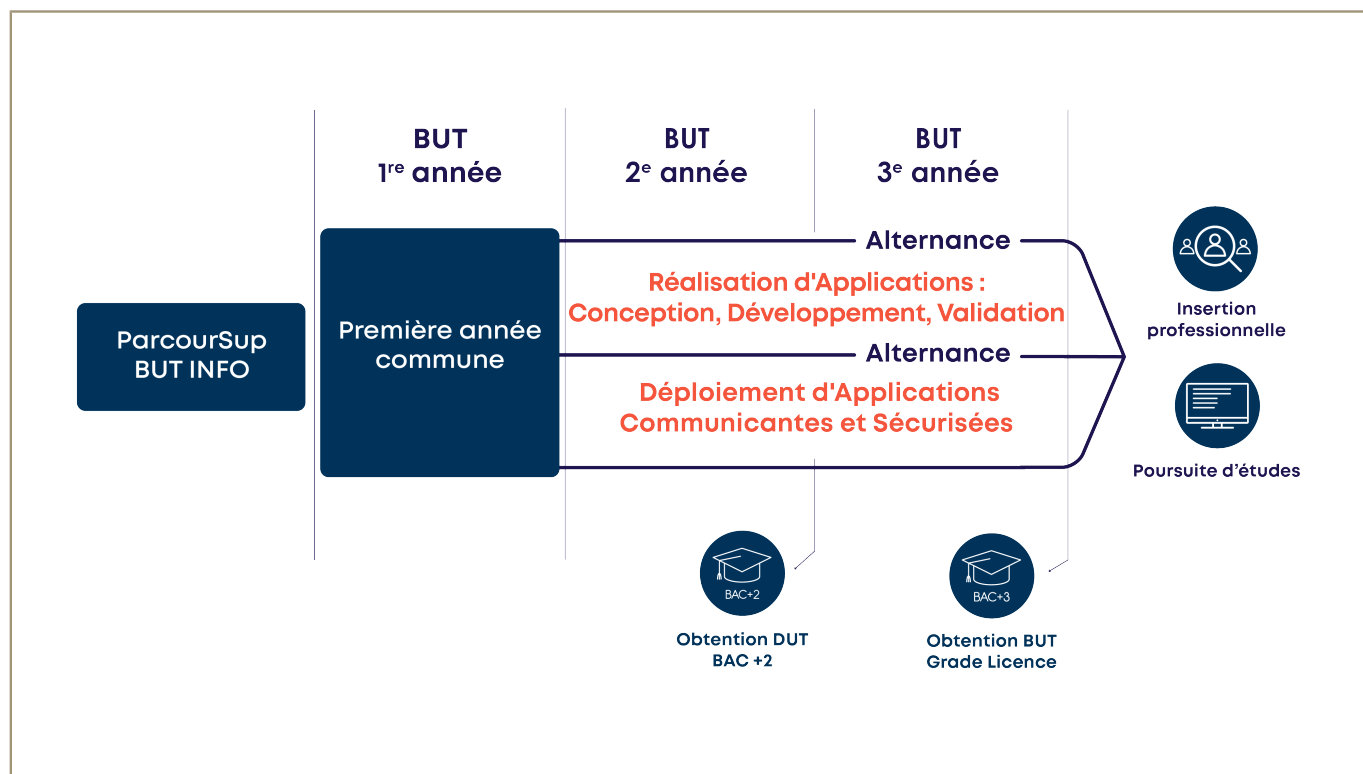 BUT
1re année
BUT
2e année
BUT
3e année
ParcourSup
BUT INFO
Première année
commune
Alternance
Réalisation d'Applications :
Conception, Développement, Validation
Alternance
Déploiement d'Applications
Communicantes et Sécurisées
Insertion
professionnelle
Poursuite d'études
BAC+2
Obtention DUT
BAC +2
BAC+3
Obtention BUT
Grade Licence